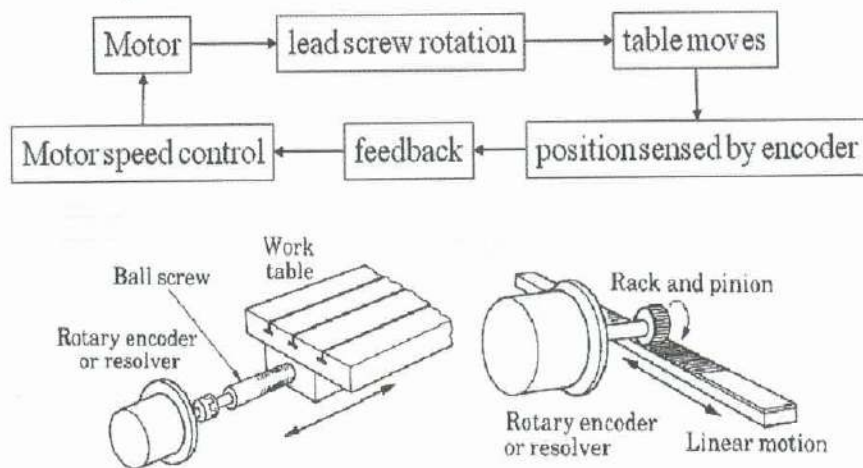 Motor
lead screw rotation
table moves
Motor speed control
feedback
position sensed by encoder
Work
table
Ball screw
Rotary encoder
or resolver
Rack and pinion
Rotary encoder
or resolver
Linear motion